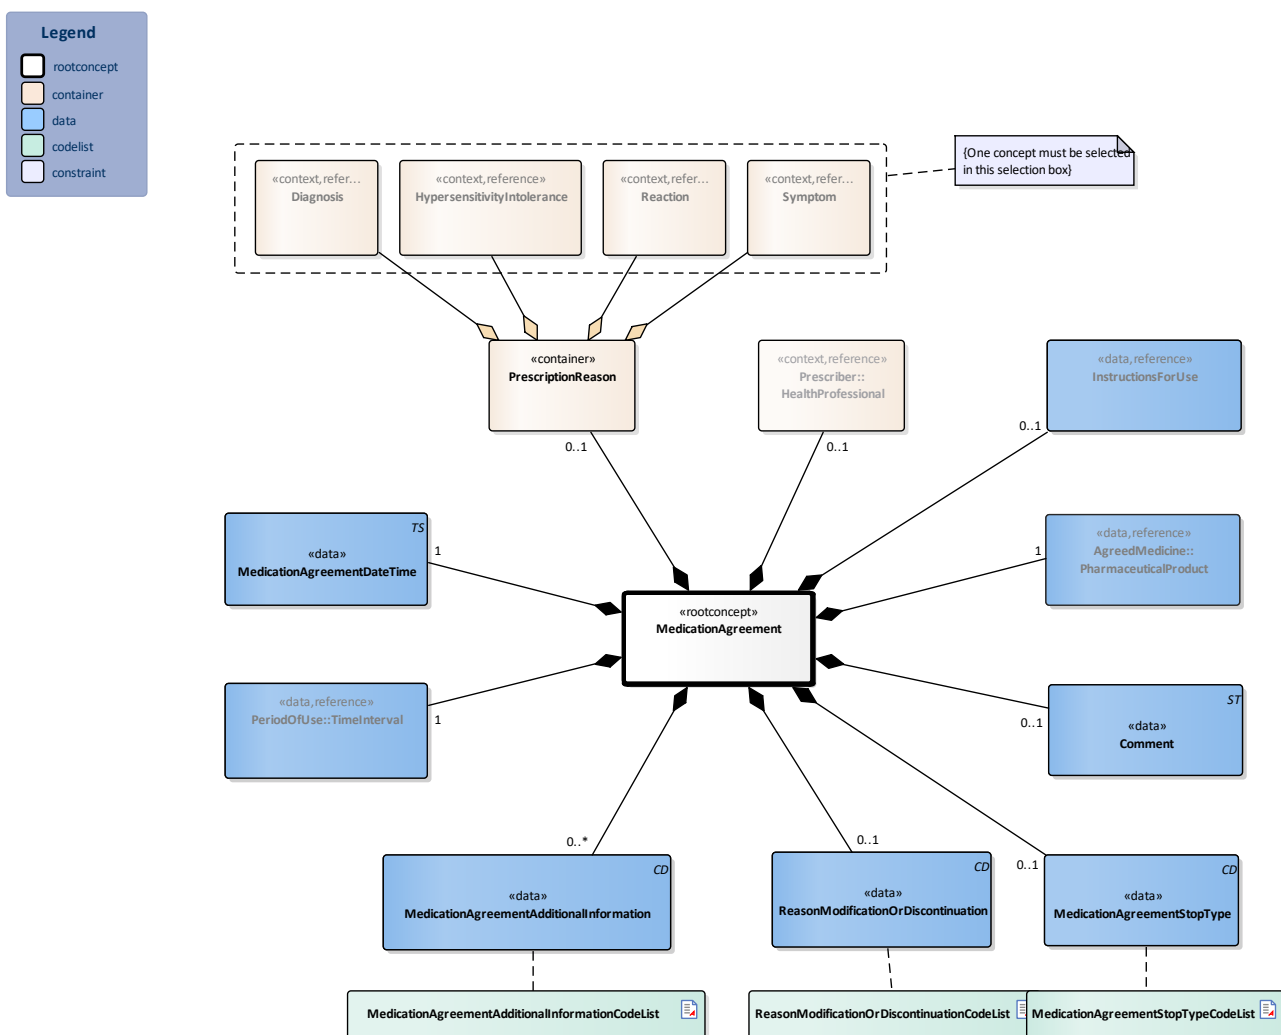 Legend
rootconcept
container
data
codelist
constraint
{One concept must be selected
in this selection box}
«context,refer...
Diagnosis
«context,reference»
HypersensitivityIntolerance
«context,refer...
Reaction
«context,refer...
Symptom
«container»
PrescriptionReason
«context,reference»
Prescriber::
HealthProfessional
«data,reference»
InstructionsForUse
0..1
0..1
0..1
TS
«data»
MedicationAgreementDateTime
1
«data,reference»
AgreedMedicine::
PharmaceuticalProduct
1
«rootconcept»
MedicationAgreement
«data,reference»
PeriodOfUse::TimeInterval
1
ST
«data»
Comment
0..1
0..*
0..1
0..1
CD
«data»
MedicationAgreementAdditionalInformation
CD
«data»
ReasonModificationOrDiscontinuation
CD
«data»
MedicationAgreementStopType
MedicationAgreementAdditionalInformationCodeList
ReasonModificationOrDiscontinuationCodeList
MedicationAgreementStopTypeCodeList